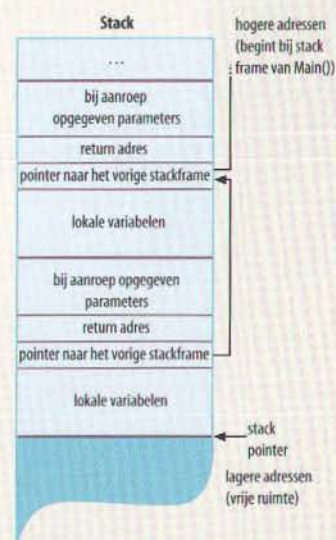 Stack
hogere adressen
(begint bij stack
frame van Main())
...
bij aanroep
opgegeven parameters
return adres
pointer naar het vorige stackframe
lokale variabelen
bij aanroep opgegeven
parameters
return adres
pointer naar het vorige stackframe
lokale variabelen
stack
pointer
lagere adressen
(vrije ruimte)